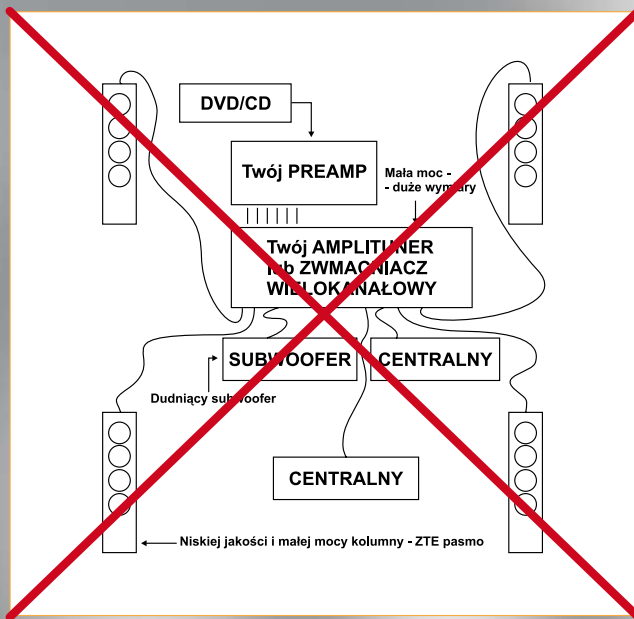 DVD/CD
Twój PREAMP
Mała moc -
- duże wymiary
Twój AMPLITUNER
lub ZWMACNIACZ
WIELOKANAŁOWY
SUBWOOFER
CENTRALNY
Dudniący subwoofer
CENTRALNY
Niskiej jakości i małej mocy kolumny - ZTE pasmo